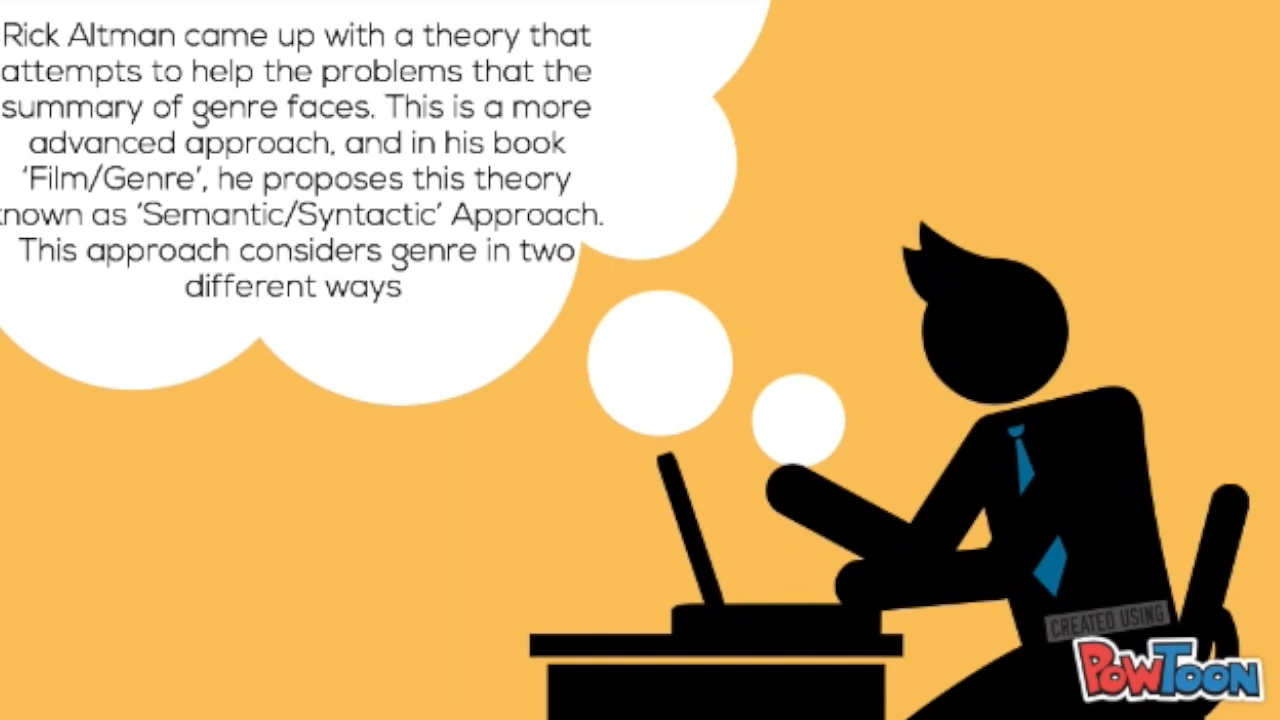 Rick Altman came up with a theory that
attempts to help the problems that the
summary of genre faces. This is a more
advanced approach, and in his book
‘Film/Genre’, he proposes this theory
known as ‘Semantic/Syntactic’ Approach.
This approach considers genre in two
different ways
CREATED USING
POWTOON